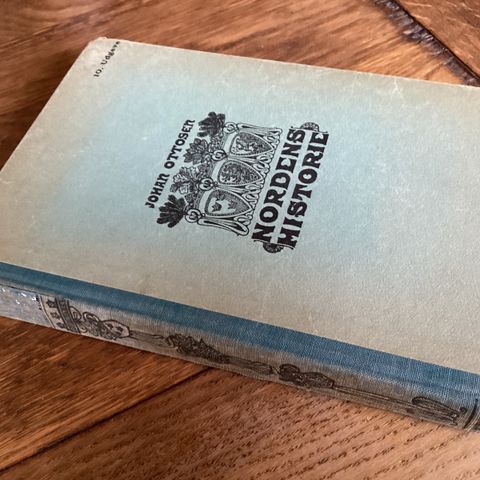 10. Udgave
JOHAN OTTOSEN
NORDENS
HISTORIE